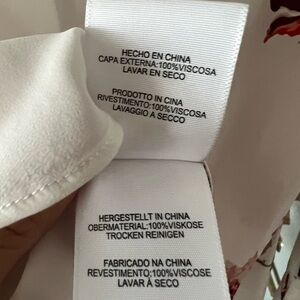 HECHO EN CHINA
CAPA EXTERNA:100%VISCOSA
LAVAR EN SECO
PRODOTTO IN CINA
RIVESTIMENTO:100%VISCOSA
LAVAGGIO A SECCO
HERGESTELLT IN CHINA
OBERMATERIAL:100%VISKOSE
TROCKEN REINIGEN
FABRICADO NA CHINA
REVESTIMENTO:100%VISCOSE
LAVAR À SECO